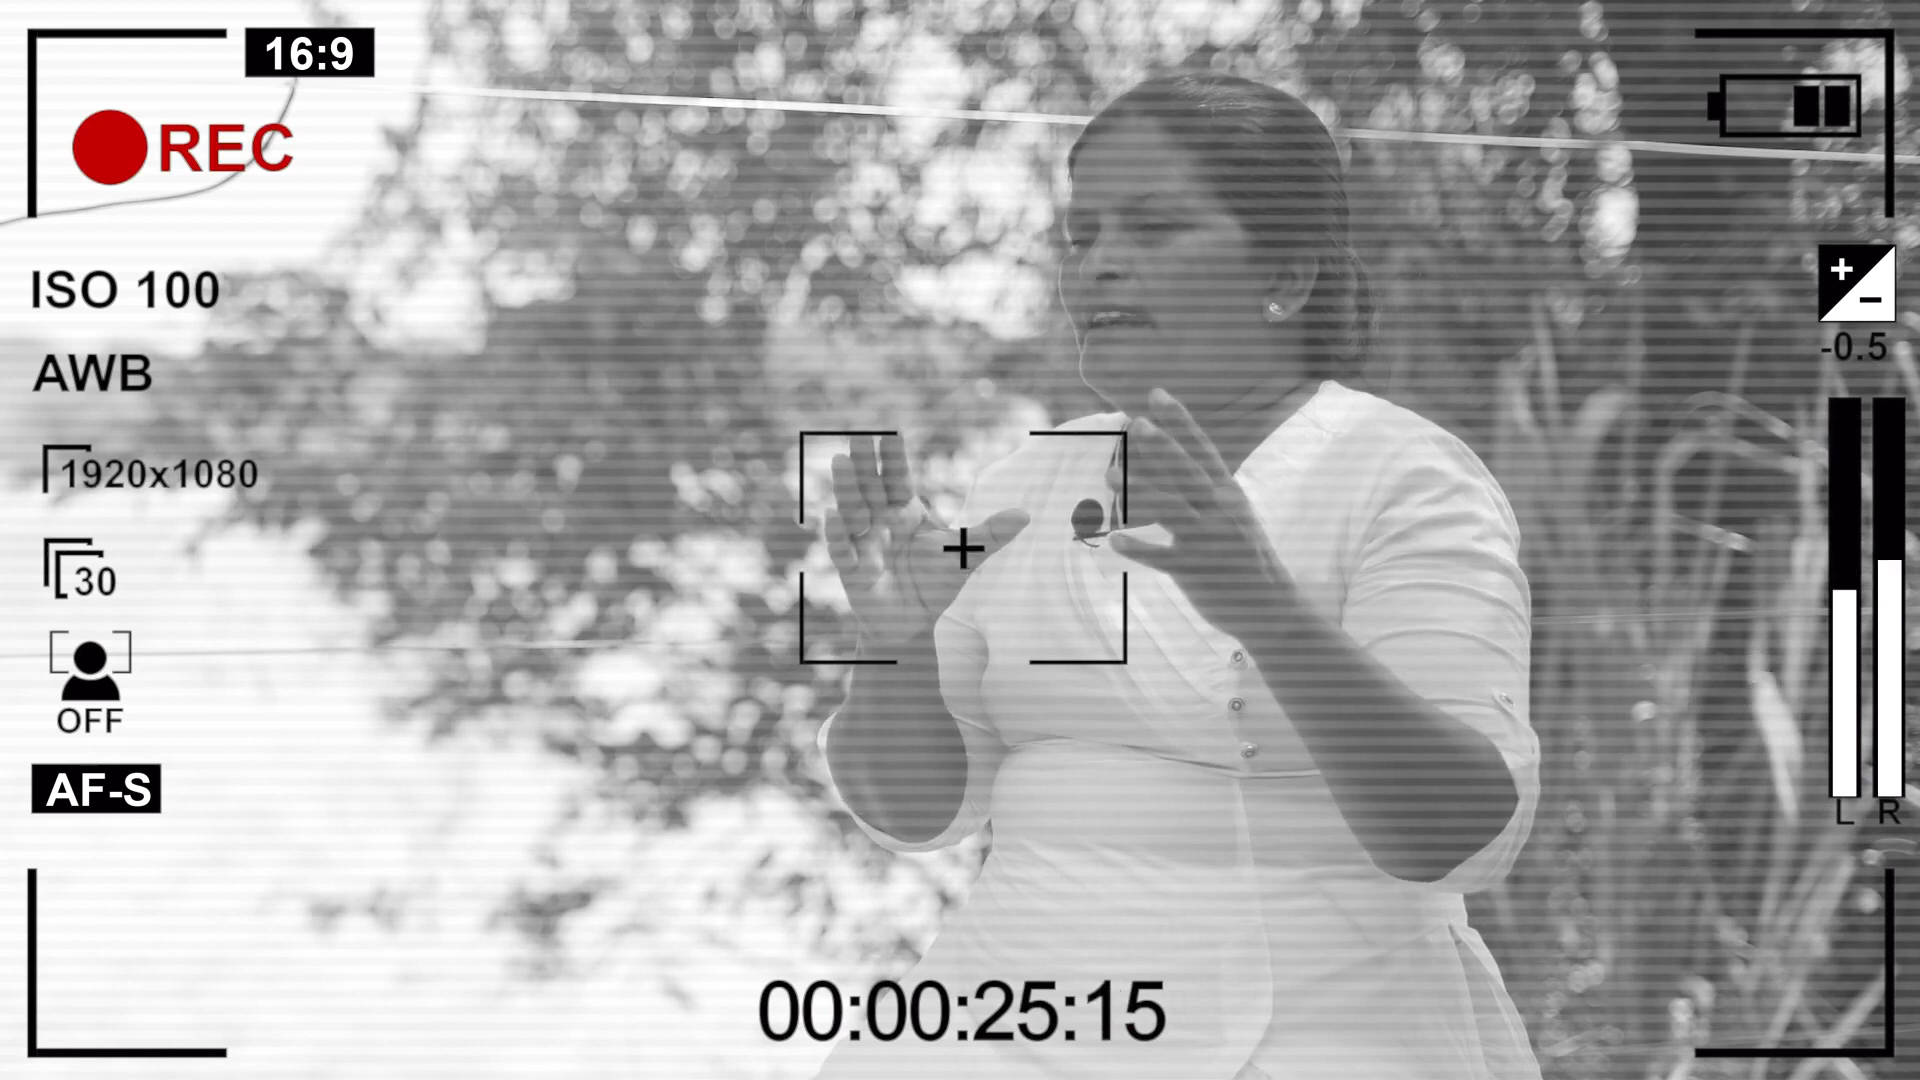 16:9
REC
ISO 100
AWB
1920x1080
30
OFF
AF-S
+
-
-0.5
L R
00:00:25:15